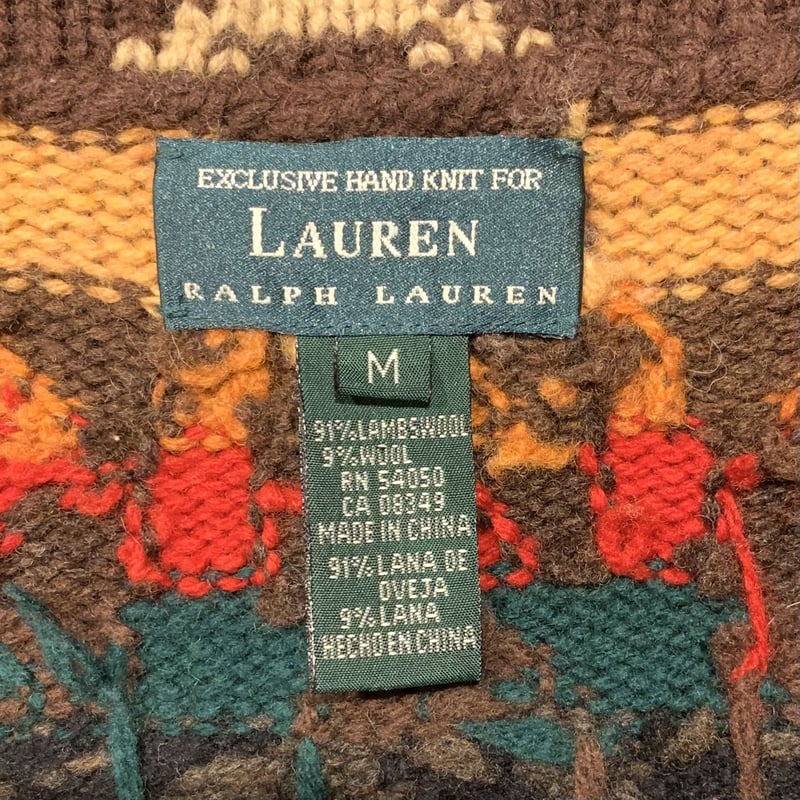 EXCLUSIVE HAND KNIT FOR
LAUREN
RALPH LAUREN
M
91% LAMBSWOOL
9% WOOL
RN 54050
CA 08349
MADE IN CHINA
91% LANA DE
OVEJA
9% LANA
HECHO EN CHINA